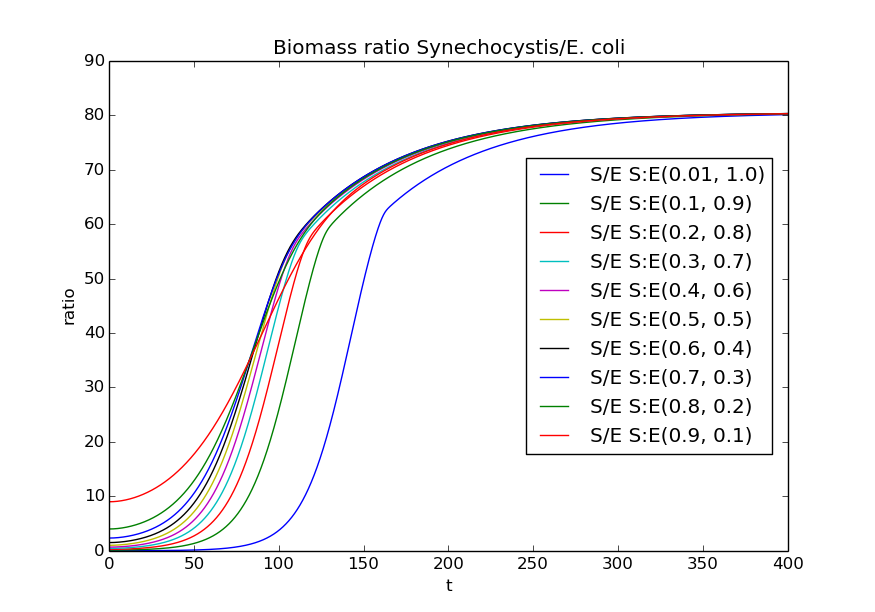 Biomass ratio Synechocystis/E. coli
90
80
70
60
50
40
30
20
10
0
ratio
S/E S:E(0.01, 1.0)
S/E S:E(0.1, 0.9)
S/E S:E(0.2, 0.8)
S/E S:E(0.3, 0.7)
S/E S:E(0.4, 0.6)
S/E S:E(0.5, 0.5)
S/E S:E(0.6, 0.4)
S/E S:E(0.7, 0.3)
S/E S:E(0.8, 0.2)
S/E S:E(0.9, 0.1)
0 50 100 150 200 250 300 350 400
t